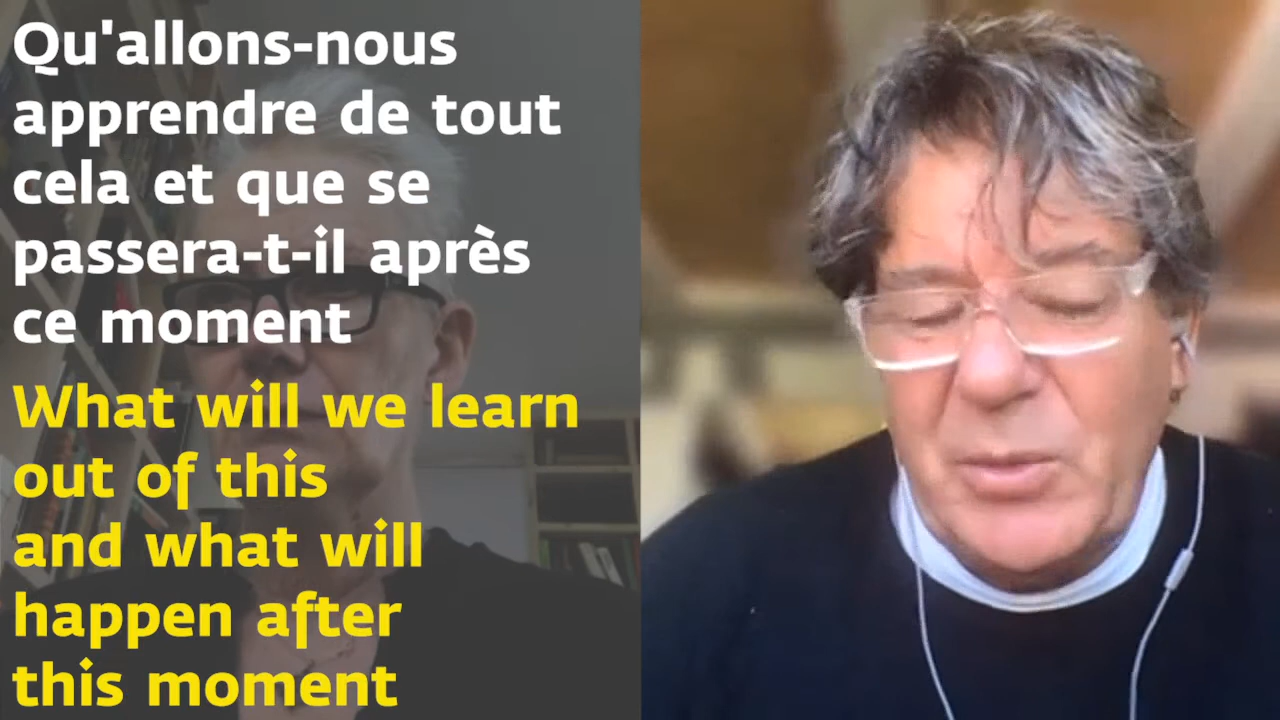 Qu'allons-nous
apprendre de tout
cela et que se
passera-t-il après
ce moment
What will we learn
out of this
and what will
happen after
this moment